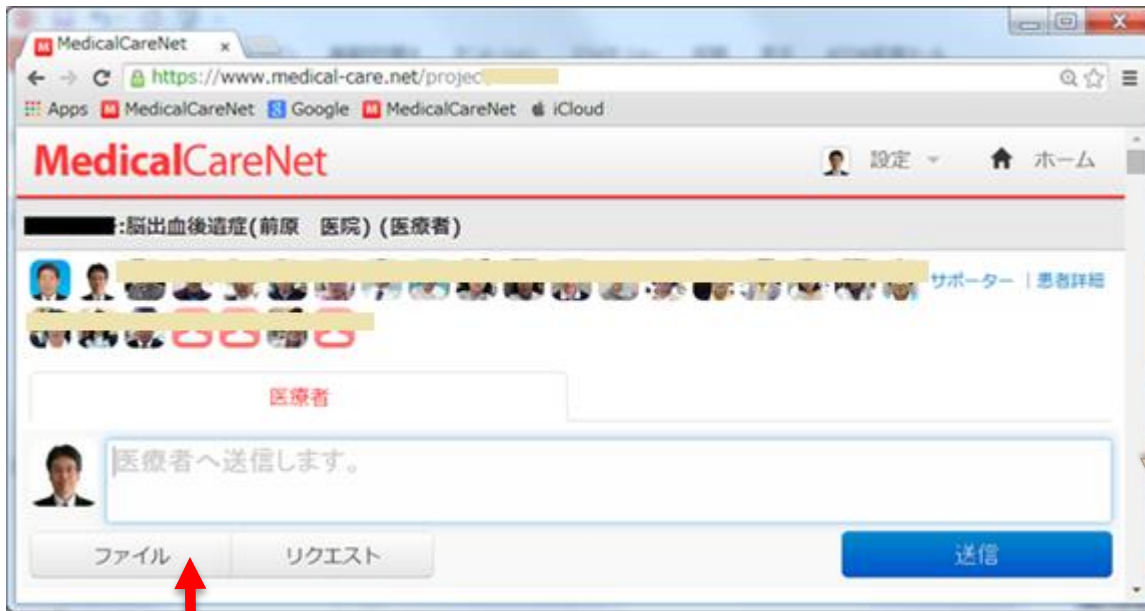 MedicalCareNet x
https://www.medical-care.net/projec
Apps MedicalCareNet Google MedicalCareNet iCloud
MedicalCareNet 設定 ホーム
:脳出血後遺症(前原 医院) (医療者)
サポーター | 患者詳細
医療者
医療者へ送信します。
ファイル リクエスト 送信